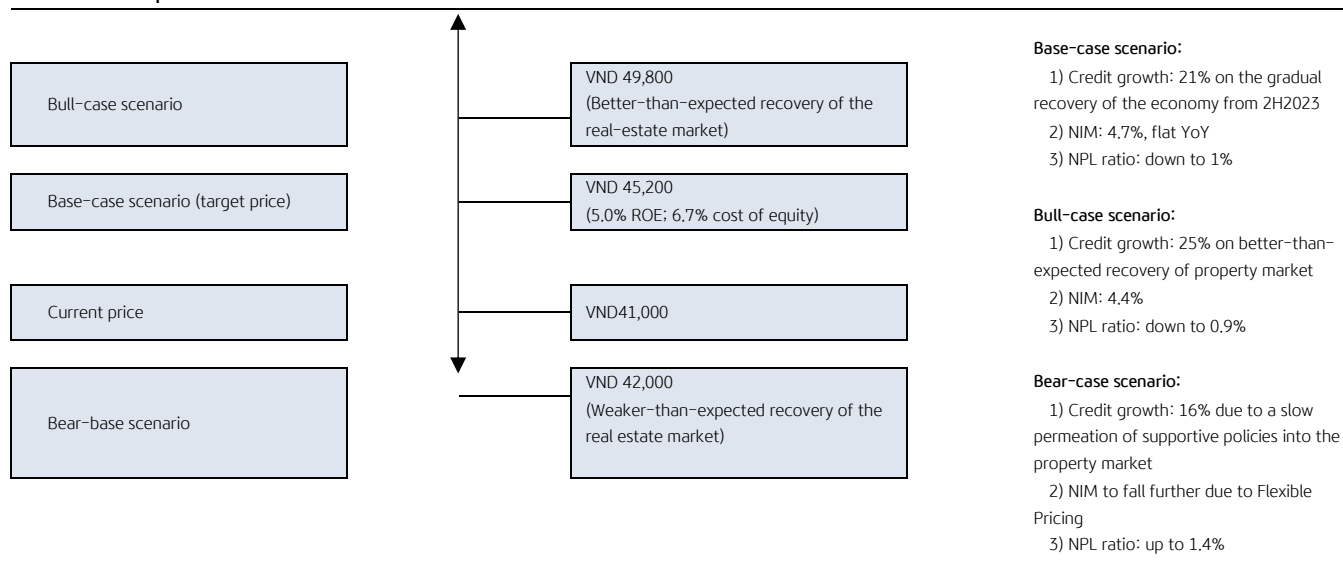 Bull-case scenario
VND 49,800
(Better-than-expected recovery of the
real-estate market)
Base-case scenario (target price)
VND 45,200
(5.0% ROE; 6.7% cost of equity)
Current price
VND41,000
Bear-base scenario
VND 42,000
(Weaker-than-expected recovery of the
real estate market)
Base-case scenario:
1) Credit growth: 21% on the gradual
recovery of the economy from 2H2023
2) NIM: 4.7%, flat YoY
3) NPL ratio: down to 1%
Bull-case scenario:
1) Credit growth: 25% on better-than-
expected recovery of property market
2) NIM: 4.4%
3) NPL ratio: down to 0.9%
Bear-case scenario:
1) Credit growth: 16% due to a slow
permeation of supportive policies into the
property market
2) NIM to fall further due to Flexible
Pricing
3) NPL ratio: up to 1.4%